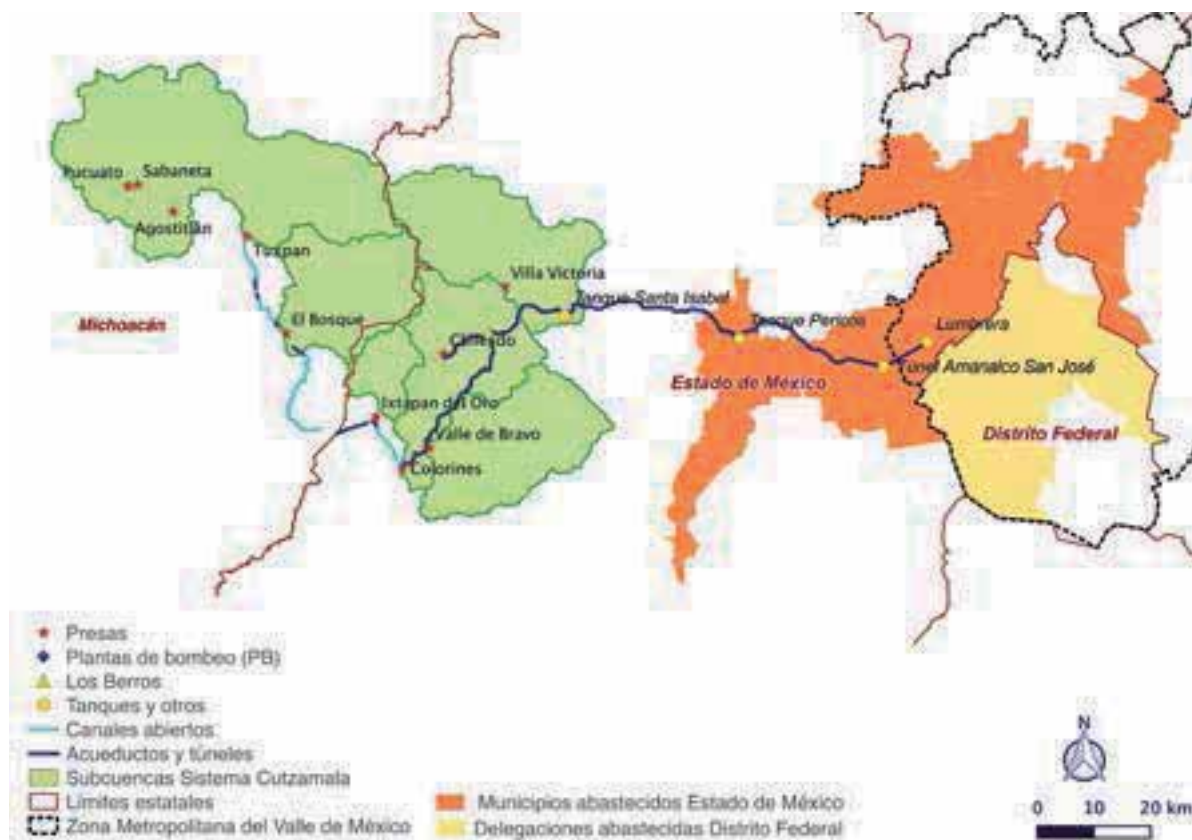 Pucuato
Sabaneta
Agostitlán
Tuxpan
Villa Victoria
Tanque Santa Isabel
Michoacán
El Bosque
Chilesdo
Tanque Pericos
Lumbrera
Túnel Amanalco San José
Estado de México
Ixtapan del Oro
Valle de Bravo
Distrito Federal
Colorines
Presas
Plantas de bombeo (PB)
Los Berros
Tanques y otros
Canales abiertos
Acueductos y túneles
Subcuencas Sistema Cutzamala
Límites estatales
Zona Metropolitana del Valle de México
Municipios abastecidos Estado de México
Delegaciones abastecidas Distrito Federal
N
0 10 20 km